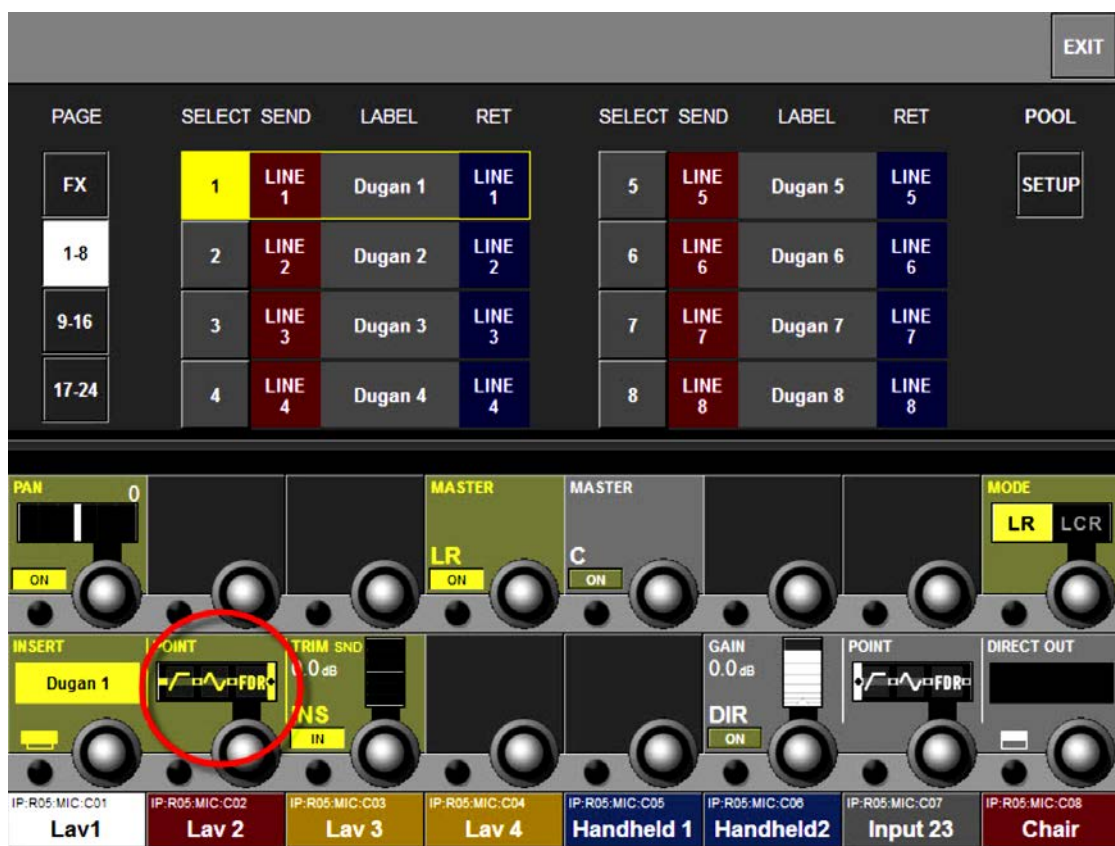 EXIT
PAGE SELECT SEND LABEL RET SELECT SEND LABEL RET POOL
FX 1 LINE 1 Dugan 1 LINE 1 5 LINE 5 Dugan 5 LINE 5 SETUP
1-8 2 LINE 2 Dugan 2 LINE 2 6 LINE 6 Dugan 6 LINE 6
9-16 3 LINE 3 Dugan 3 LINE 3 7 LINE 7 Dugan 7 LINE 7
17-24 4 LINE 4 Dugan 4 LINE 4 8 LINE 8 Dugan 8 LINE 8
PAN 0 MASTER MASTER MODE
LR LCR
LR C
ON ON ON
INSERT POINT TRIM SND GAIN POINT DIRECT OUT
0.0 dB 0.0 dB
Dugan 1 FDR FDR
INS DIR
IN ON
IP:R05:MIC:C01 IP:R05:MIC:C02 IP:R05:MIC:C03 IP:R05:MIC:C04 IP:R05:MIC:C05 IP:R05:MIC:C06 IP:R05:MIC:C07 IP:R05:MIC:C08
Lav1 Lav 2 Lav 3 Lav 4 Handheld 1 Handheld2 Input 23 Chair